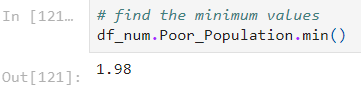 In [121...
# find the minimum values
df_num.Poor_Population.min()
Out[121]:
1.98